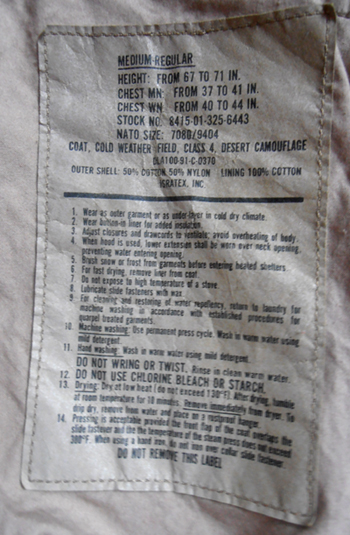 MEDIUM-REGULAR
HEIGHT: FROM 67 TO 71 IN.
CHEST MN: FROM 37 TO 41 IN.
CHEST WN: FROM 40 TO 44 IN.
STOCK NO. 8415-01-325-6443
NATO SIZE: 7080/9404
COAT, COLD WEATHER FIELD, CLASS 4, DESERT CAMOUFLAGE
DLA100-91-C-0370
OUTER SHELL: 50% COTTON, 50% NYLON LINING 100% COTTON
ISRATEX, INC
1. Wear as outer garment or as under layer in cold dry climate.
2. Wear button-in liner for added insulation.
3. Adjust closures and drawcords to ventilate; avoid overheating of body.
4. When hood is used, lower extension shall be worn over neck opening,
preventing water entering opening.
5. Brush snow or frost from garments before entering heated shelters.
6. For fast drying, remove liner from coat.
7. Do not expose to high temperature of a stove.
8. Lubricate slide fasteners with wax.
9. For cleaning and restoring of water repellency, return to laundry for
machine washing in accordance with established procedures for
quarpel treated garments.
10. Machine washing: Use permanent press cycle. Wash in warm water using
mild detergent.
11. Hand washing: Wash in warm water using mild detergent.
DO NOT WRING OR TWIST. Rinse in clean warm water.
12. DO NOT USE CHLORINE BLEACH OR STARCH.
13. Drying: Dry at low heat (do not exceed 130°F). After drying, tumble
at room temperature for 10 minutes. Remove immediately from dryer. To
drip dry, remove from water and place on a rustproof hanger.
14. Pressing is acceptable provided the front flap of the coat overlaps the
slide fastener and the the temperature of the steam press does not exceed
300°F. When using a hand iron, do not iron over collar slide fastener.
DO NOT REMOVE THIS LABEL